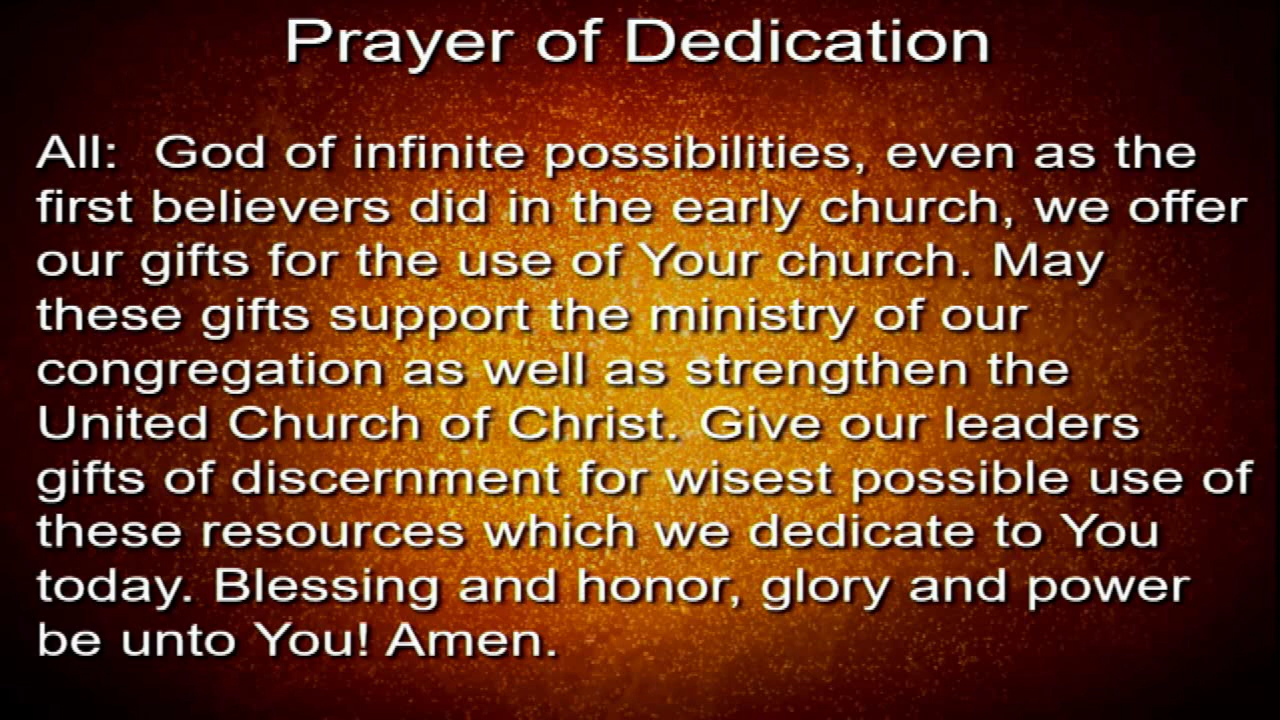 Prayer of Dedication
All:  God of infinite possibilities, even as the
first believers did in the early church, we offer
our gifts for the use of Your church. May
these gifts support the ministry of our
congregation as well as strengthen the
United Church of Christ. Give our leaders
gifts of discernment for wisest possible use of
these resources which we dedicate to You
today. Blessing and honor, glory and power
be unto You! Amen.